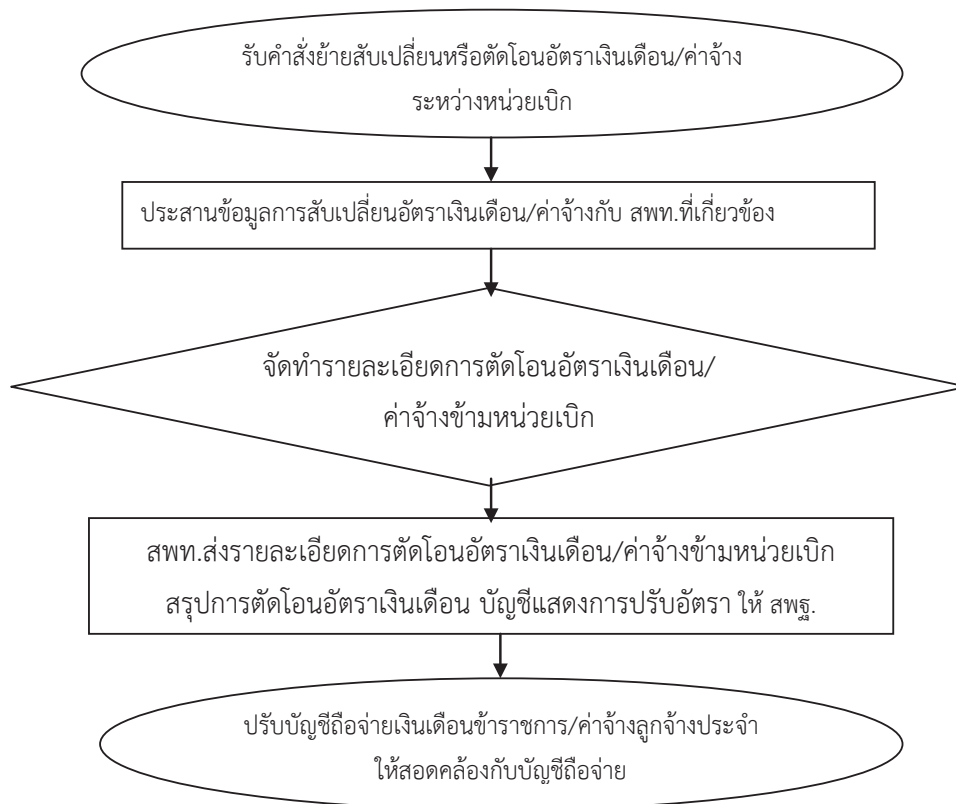 รับคำสั่งย้ายสับเปลี่ยนหรือตัดโอนอัตราเงินเดือน/ค่าจ้าง
ระหว่างหน่วยเบิก
ประสานข้อมูลการสับเปลี่ยนอัตราเงินเดือน/ค่าจ้างกับ สพท.ที่เกี่ยวข้อง
จัดทำรายละเอียดการตัดโอนอัตราเงินเดือน/
ค่าจ้างข้ามหน่วยเบิก
สพท.ส่งรายละเอียดการตัดโอนอัตราเงินเดือน/ค่าจ้างข้ามหน่วยเบิก
สรุปการตัดโอนอัตราเงินเดือน บัญชีแสดงการปรับอัตรา ให้ สพฐ.
ปรับบัญชีถือจ่ายเงินเดือนข้าราชการ/ค่าจ้างลูกจ้างประจำ
ให้สอดคล้องกับบัญชีถือจ่าย